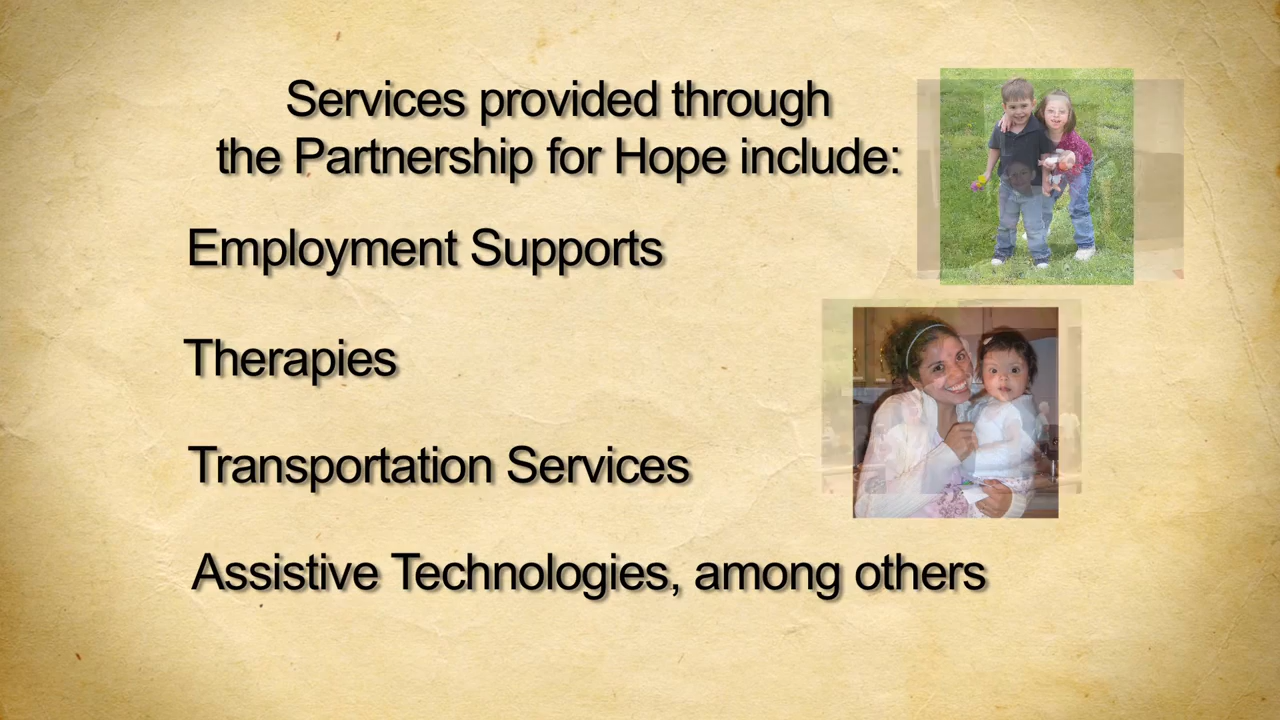 Services provided through
the Partnership for Hope include:
Employment Supports
Therapies
Transportation Services
Assistive Technologies, among others